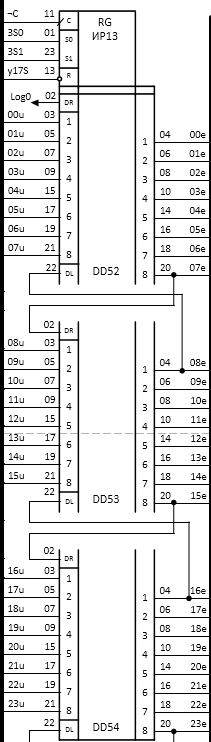 ¬C 11 C RG
3S0 01 S0 ИР13
3S1 23 S1
y17S 13 R
Log0 02 DR
00u 03 1
01u 05 2 1 04 00e
02u 07 3 2 06 01e
03u 09 4 3 08 02e
04u 15 5 4 10 03e
05u 17 6 5 14 04e
06u 19 7 6 16 05e
07u 21 8 7 18 06e
22 DL DD52 8 20 07e
02 DR
08u 03 1
09u 05 2 1 04 08e
10u 07 3 2 06 09e
11u 09 4 3 08 10e
12u 15 5 4 10 11e
13u 17 6 5 14 12e
14u 19 7 6 16 13e
15u 21 8 7 18 14e
22 DL DD53 8 20 15e
02 DR
16u 03 1
17u 05 2 1 04 16e
18u 07 3 2 06 17e
19u 09 4 3 08 18e
20u 15 5 4 10 19e
21u 17 6 5 14 20e
22u 19 7 6 16 21e
23u 21 8 7 18 22e
22 DL DD54 8 20 23e